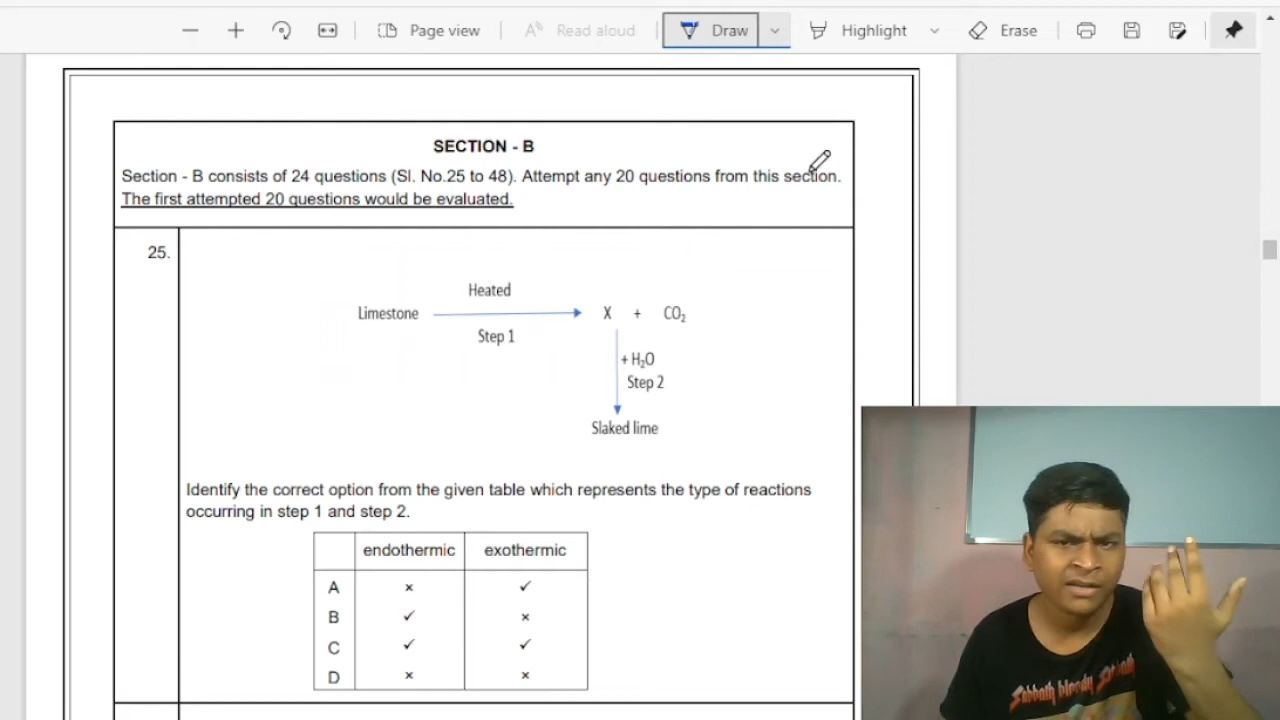 Page view
Read aloud
Draw
Highlight
Erase
SECTION - B
Section - B consists of 24 questions (Sl. No.25 to 48). Attempt any 20 questions from this section.
The first attempted 20 questions would be evaluated.
25.
Heated
Limestone X + CO₂
Step 1
+ H₂O
Step 2
Slaked lime
Identify the correct option from the given table which represents the type of reactions
occurring in step 1 and step 2.
endothermic exothermic
A × ✓
B ✓ ×
C ✓ ✓
D × ×
Sabbath bloody Sabbath